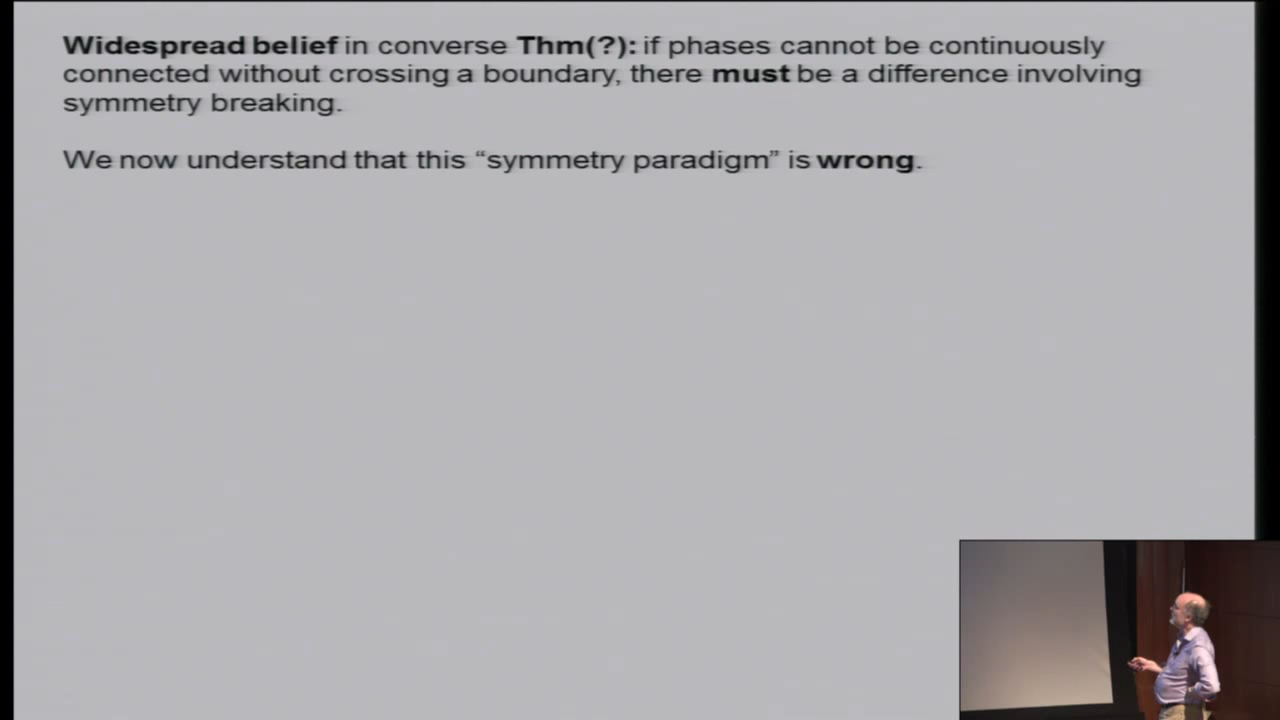 Widespread belief in converse Thm(?): if phases cannot be continuously
connected without crossing a boundary, there must be a difference involving
symmetry breaking.
We now understand that this “symmetry paradigm” is wrong.